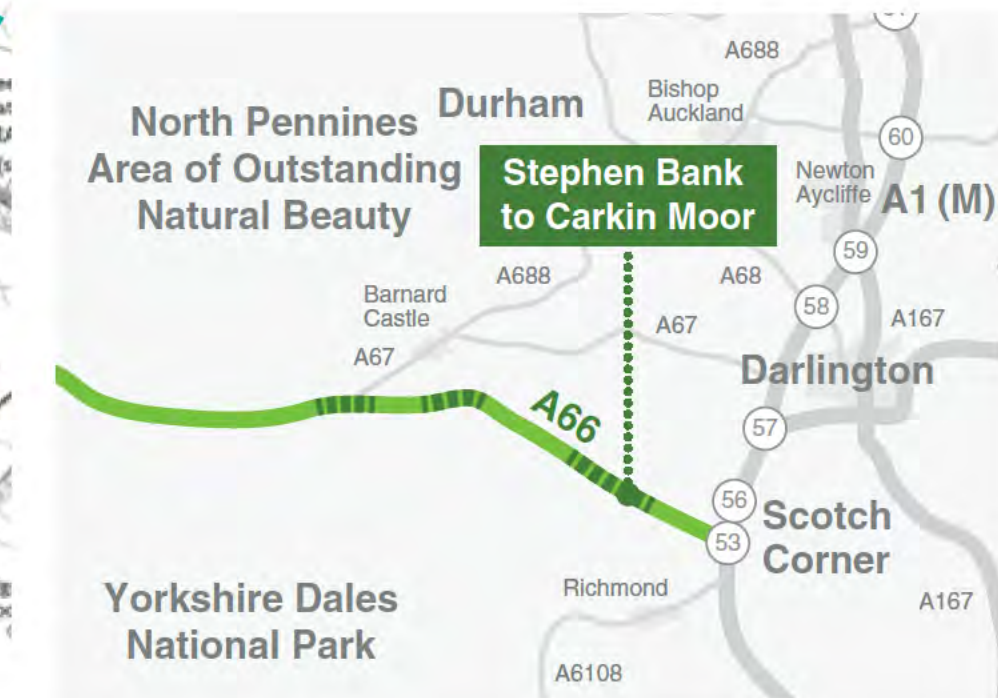 A688
Bishop
Auckland
Durham
North Pennines
Area of Outstanding
Natural Beauty
Stephen Bank
to Carkin Moor
60
Newton
Aycliffe
A1 (M)
59
A688
A68
58
Barnard
Castle
A67
A67
A167
Darlington
A66
57
56
Scotch
Corner
53
Richmond
Yorkshire Dales
National Park
A167
A6108